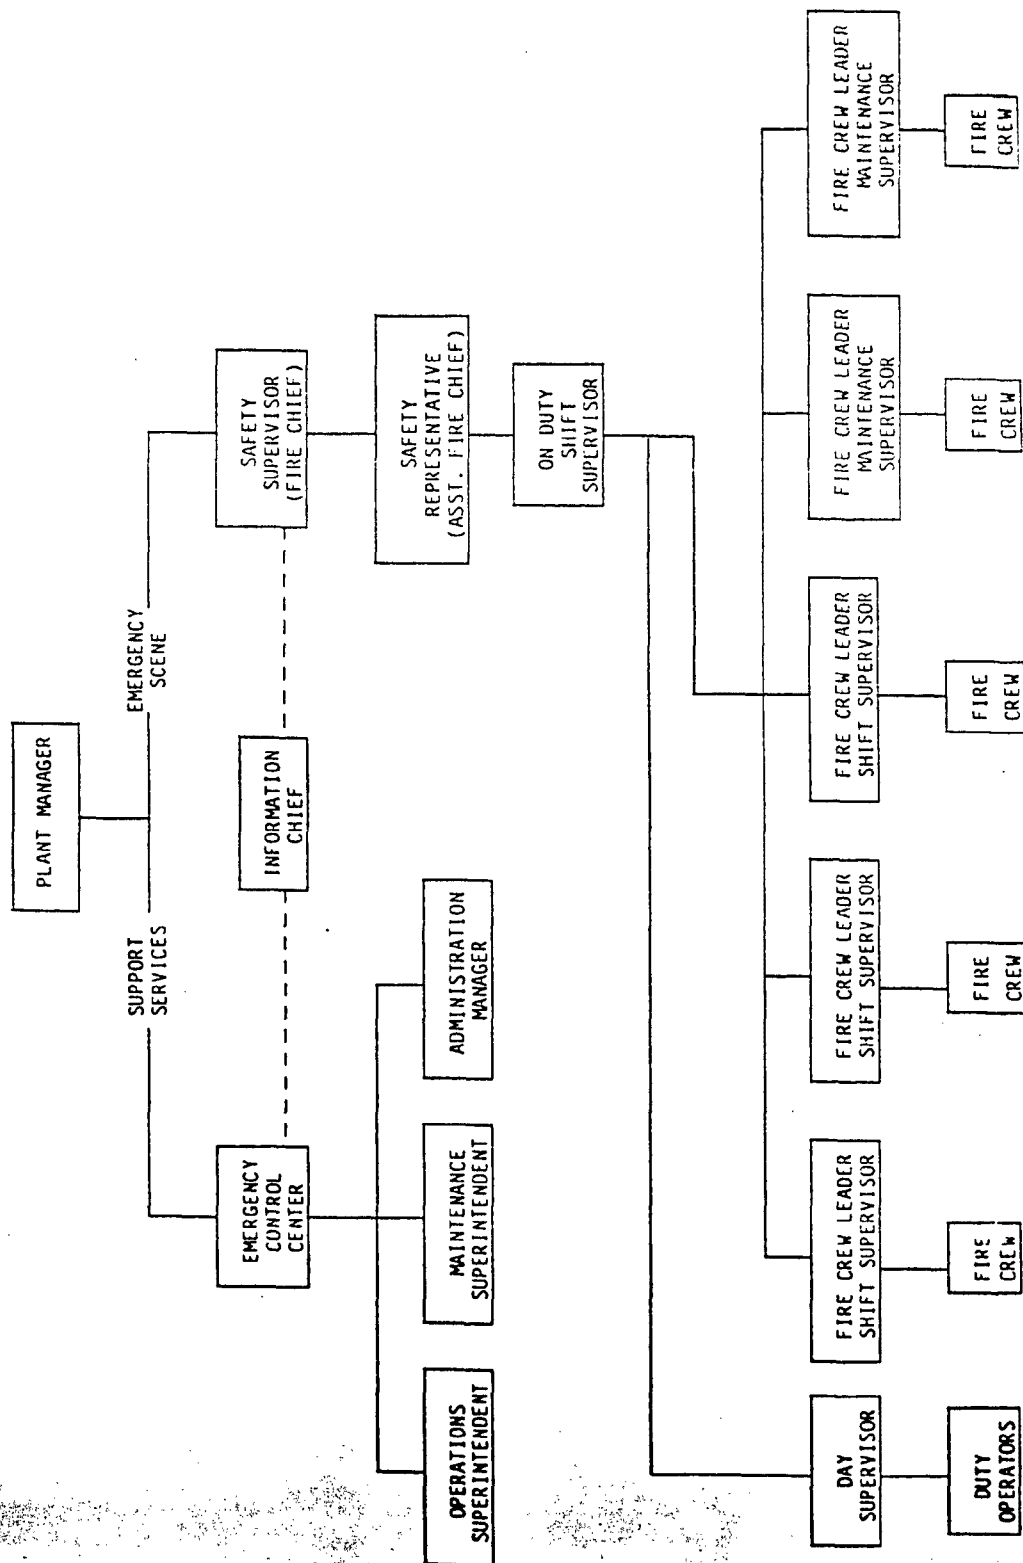 PLANT MANAGER
SUPPORT
SERVICES
EMERGENCY
SCENE
EMERGENCY
CONTROL
CENTER
INFORMATION
CHIEF
SAFETY
SUPERVISOR
(FIRE CHIEF)
OPERATIONS
SUPERINTENDENT
MAINTENANCE
SUPERINTENDENT
ADMINISTRATION
MANAGER
SAFETY
REPRESENTATIVE
(ASST. FIRE CHIEF)
ON DUTY
SHIFT
SUPERVISOR
DAY
SUPERVISOR
FIRE CREW LEADER
SHIFT SUPERVISOR
FIRE CREW LEADER
SHIFT SUPERVISOR
FIRE CREW LEADER
SHIFT SUPERVISOR
FIRE CREW LEADER
MAINTENANCE
SUPERVISOR
FIRE CREW LEADER
MAINTENANCE
SUPERVISOR
DUTY
OPERATORS
FIRE
CREW
FIRE
CREW
FIRE
CREW
FIRE
CREW
FIRE
CREW